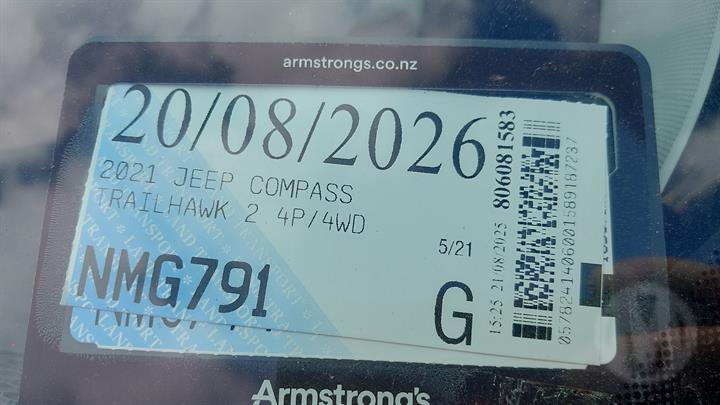 armstrongs.co.nz
20/08/2026
2021 JEEP COMPASS
TRAILHAWK 2.4P/4WD
5/21
NMG791
G
806081583
15:25 21/08/2025
05782414060015891872З7
Armstrong's